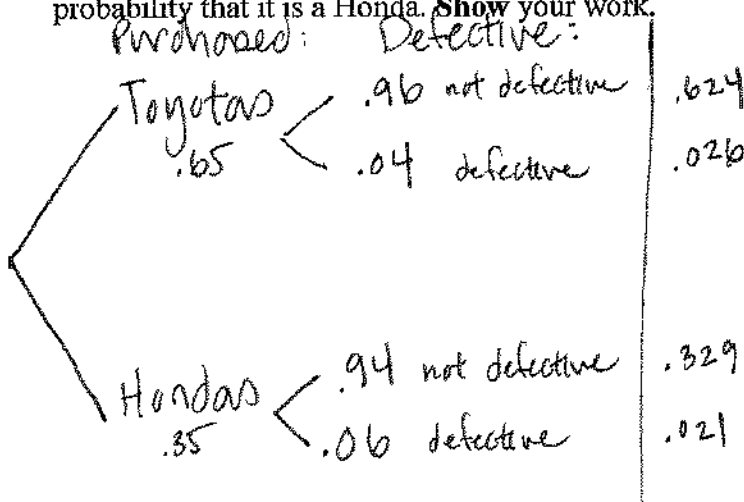 probability that it is a Honda. Show your work.
Purchased: Defective:
Toyotas .96 not defective .624
.65 .04 defective .026
Hondas .94 not defective .329
.35 .06 defective .021